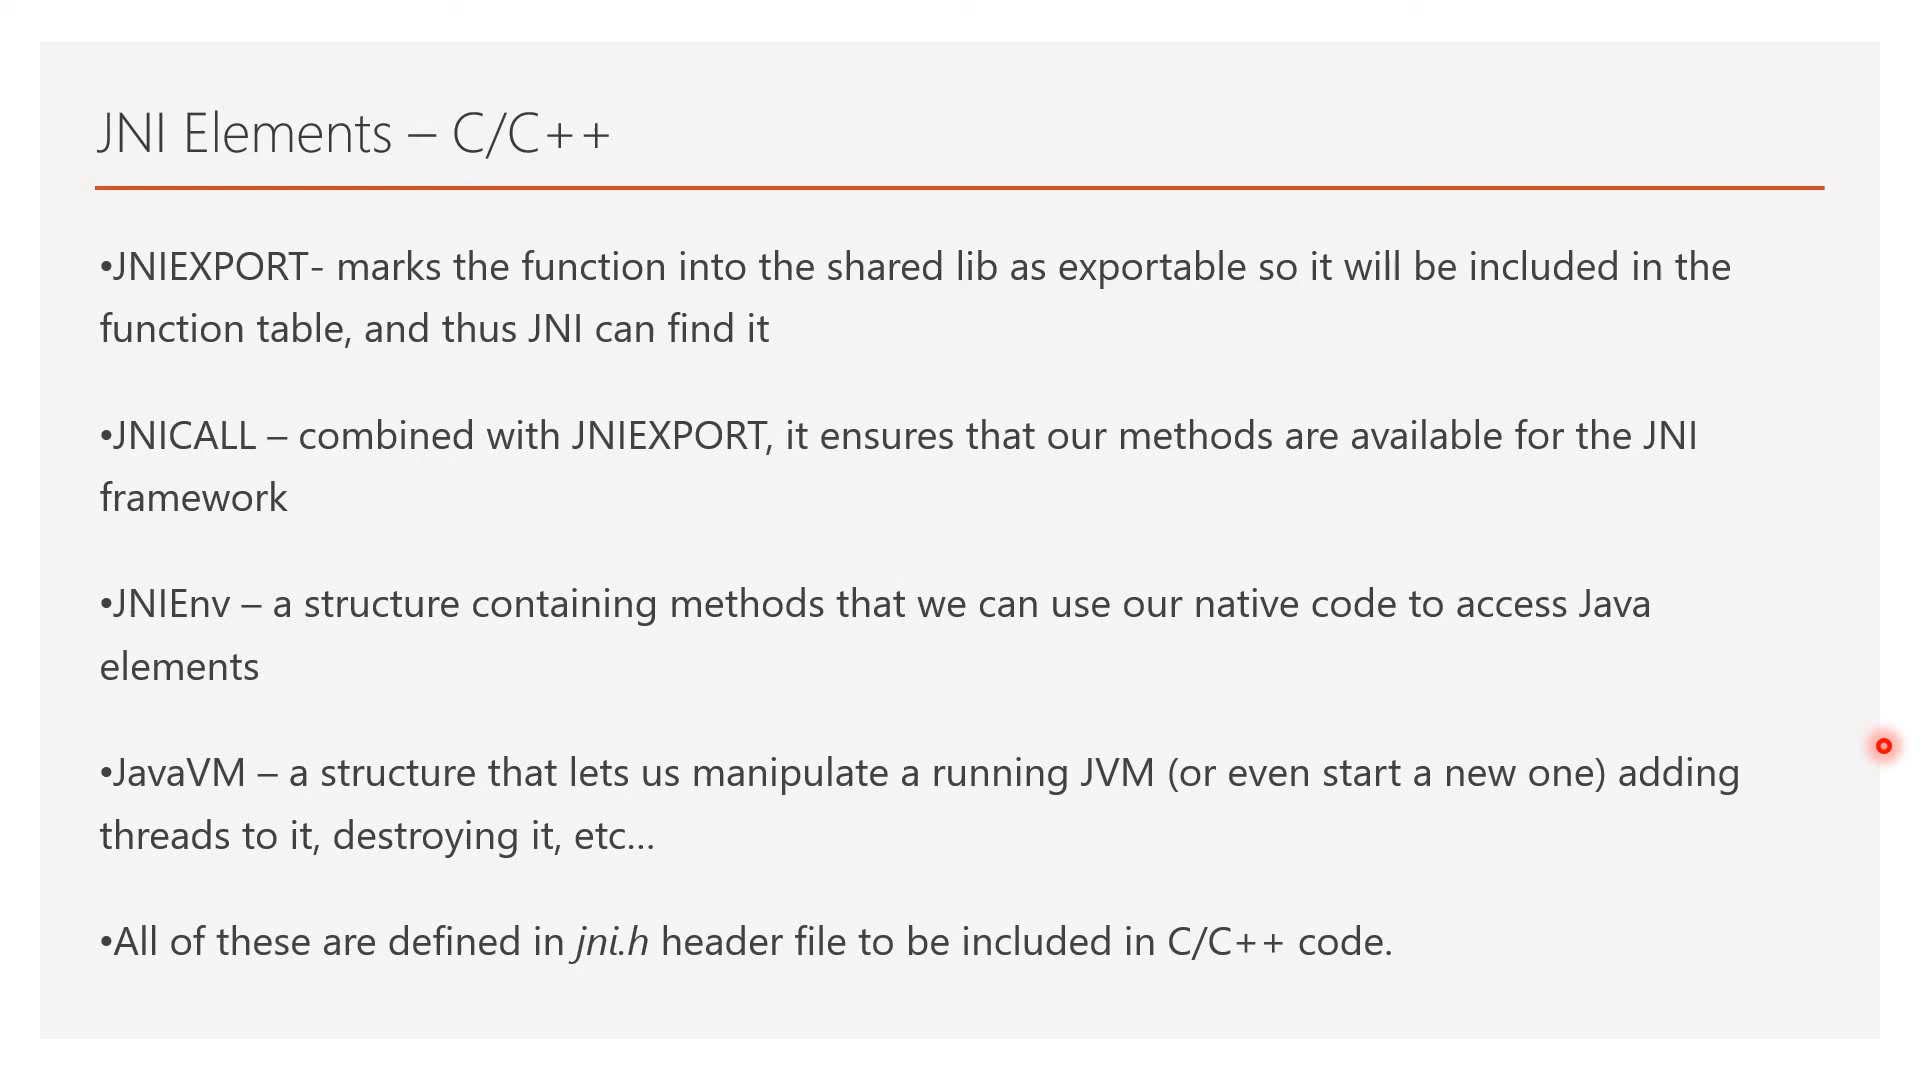 JNI Elements – C/C++
•JNIEXPORT- marks the function into the shared lib as exportable so it will be included in the
function table, and thus JNI can find it
•JNICALL – combined with JNIEXPORT, it ensures that our methods are available for the JNI
framework
•JNIEnv – a structure containing methods that we can use our native code to access Java
elements
•JavaVM – a structure that lets us manipulate a running JVM (or even start a new one) adding
threads to it, destroying it, etc…
•All of these are defined in jni.h header file to be included in C/C++ code.